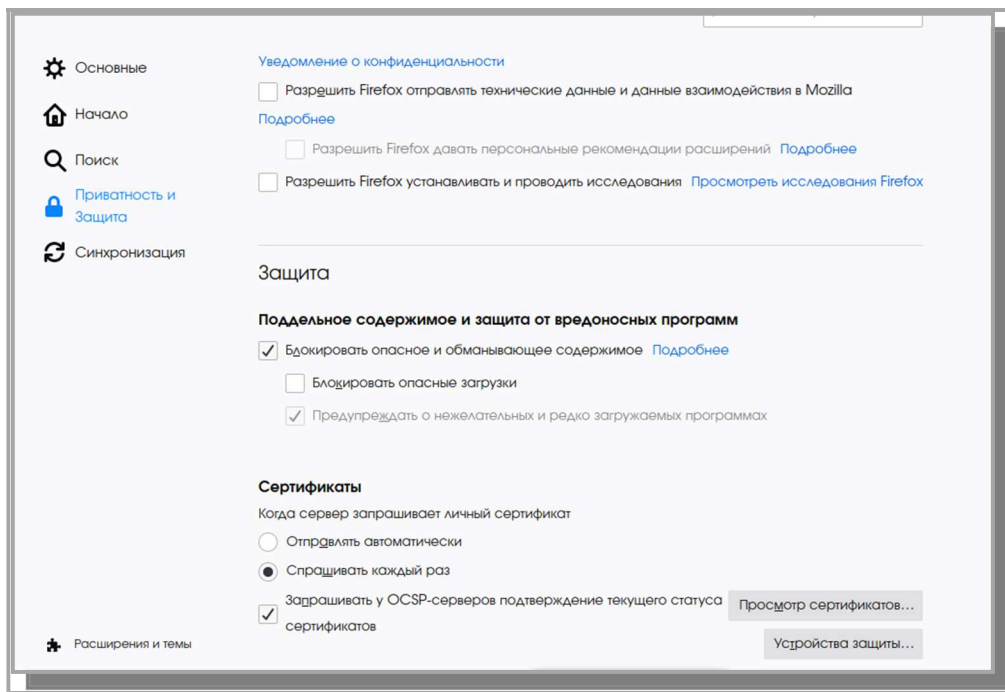 Основные
Начало
Поиск
Приватность и
Защита
Синхронизация
Расширения и темы
Уведомление о конфиденциальности
Разрешить Firefox отправлять технические данные и данные взаимодействия в Mozilla
Подробнее
Разрешить Firefox давать персональные рекомендации расширений Подробнее
Разрешить Firefox устанавливать и проводить исследования Просмотреть исследования Firefox
Защита
Поддельное содержимое и защита от вредоносных программ
Блокировать опасное и обманывающее содержимое Подробнее
Блокировать опасные загрузки
Предупреждать о нежелательных и редко загружаемых программах
Сертификаты
Когда сервер запрашивает личный сертификат
Отправлять автоматически
Спрашивать каждый раз
Запрашивать у OCSP-серверов подтверждение текущего статуса
сертификатов
Просмотр сертификатов...
Устройства защиты...